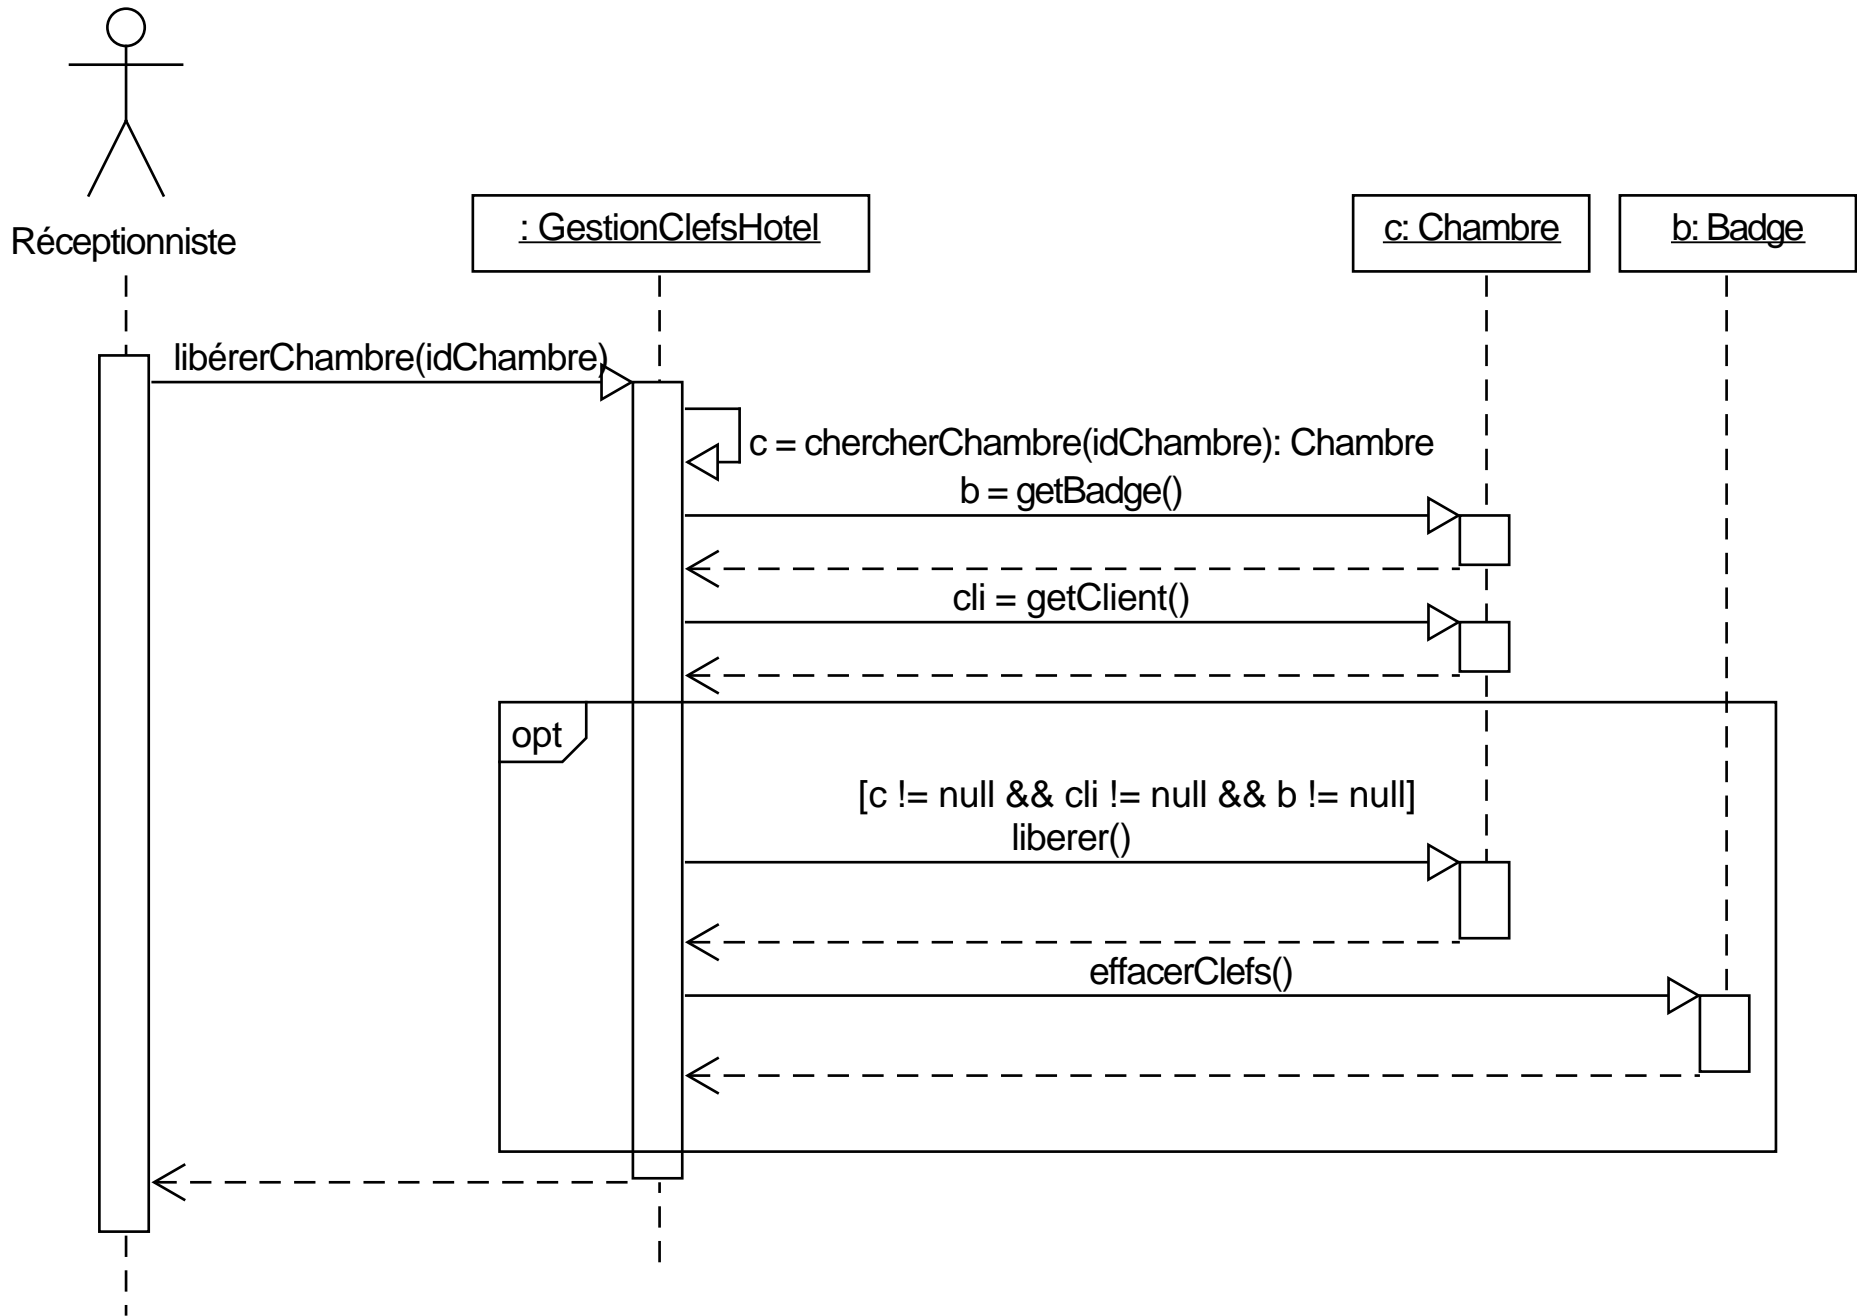 Réceptionniste
: GestionClefsHotel
c: Chambre
b: Badge
libérerChambre(idChambre)
c = chercherChambre(idChambre): Chambre
b = getBadge()
cli = getClient()
opt
[c != null && cli != null && b != null]
liberer()
effacerClefs()